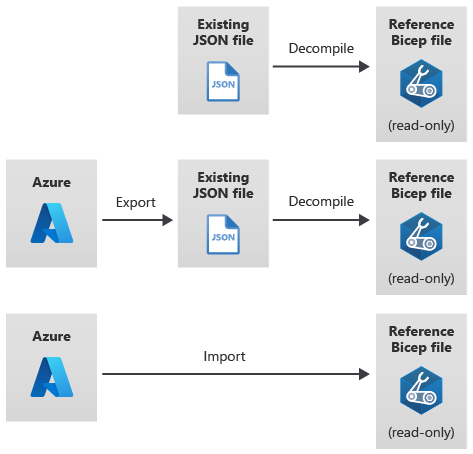 Existing
JSON file
JSON
Decompile
Reference
Bicep file
(read-only)
Azure
Export
Existing
JSON file
JSON
Decompile
Reference
Bicep file
(read-only)
Azure
Import
Reference
Bicep file
(read-only)